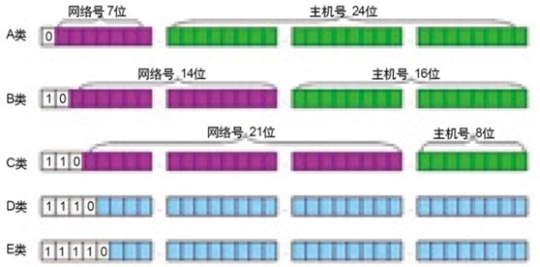 网络号 7位 主机号 24位
A类 0
网络号 14位 主机号 16位
B类 1 0
网络号 21位 主机号 8位
C类 1 1 0
D类 1 1 1 0
E类 1 1 1 1 0